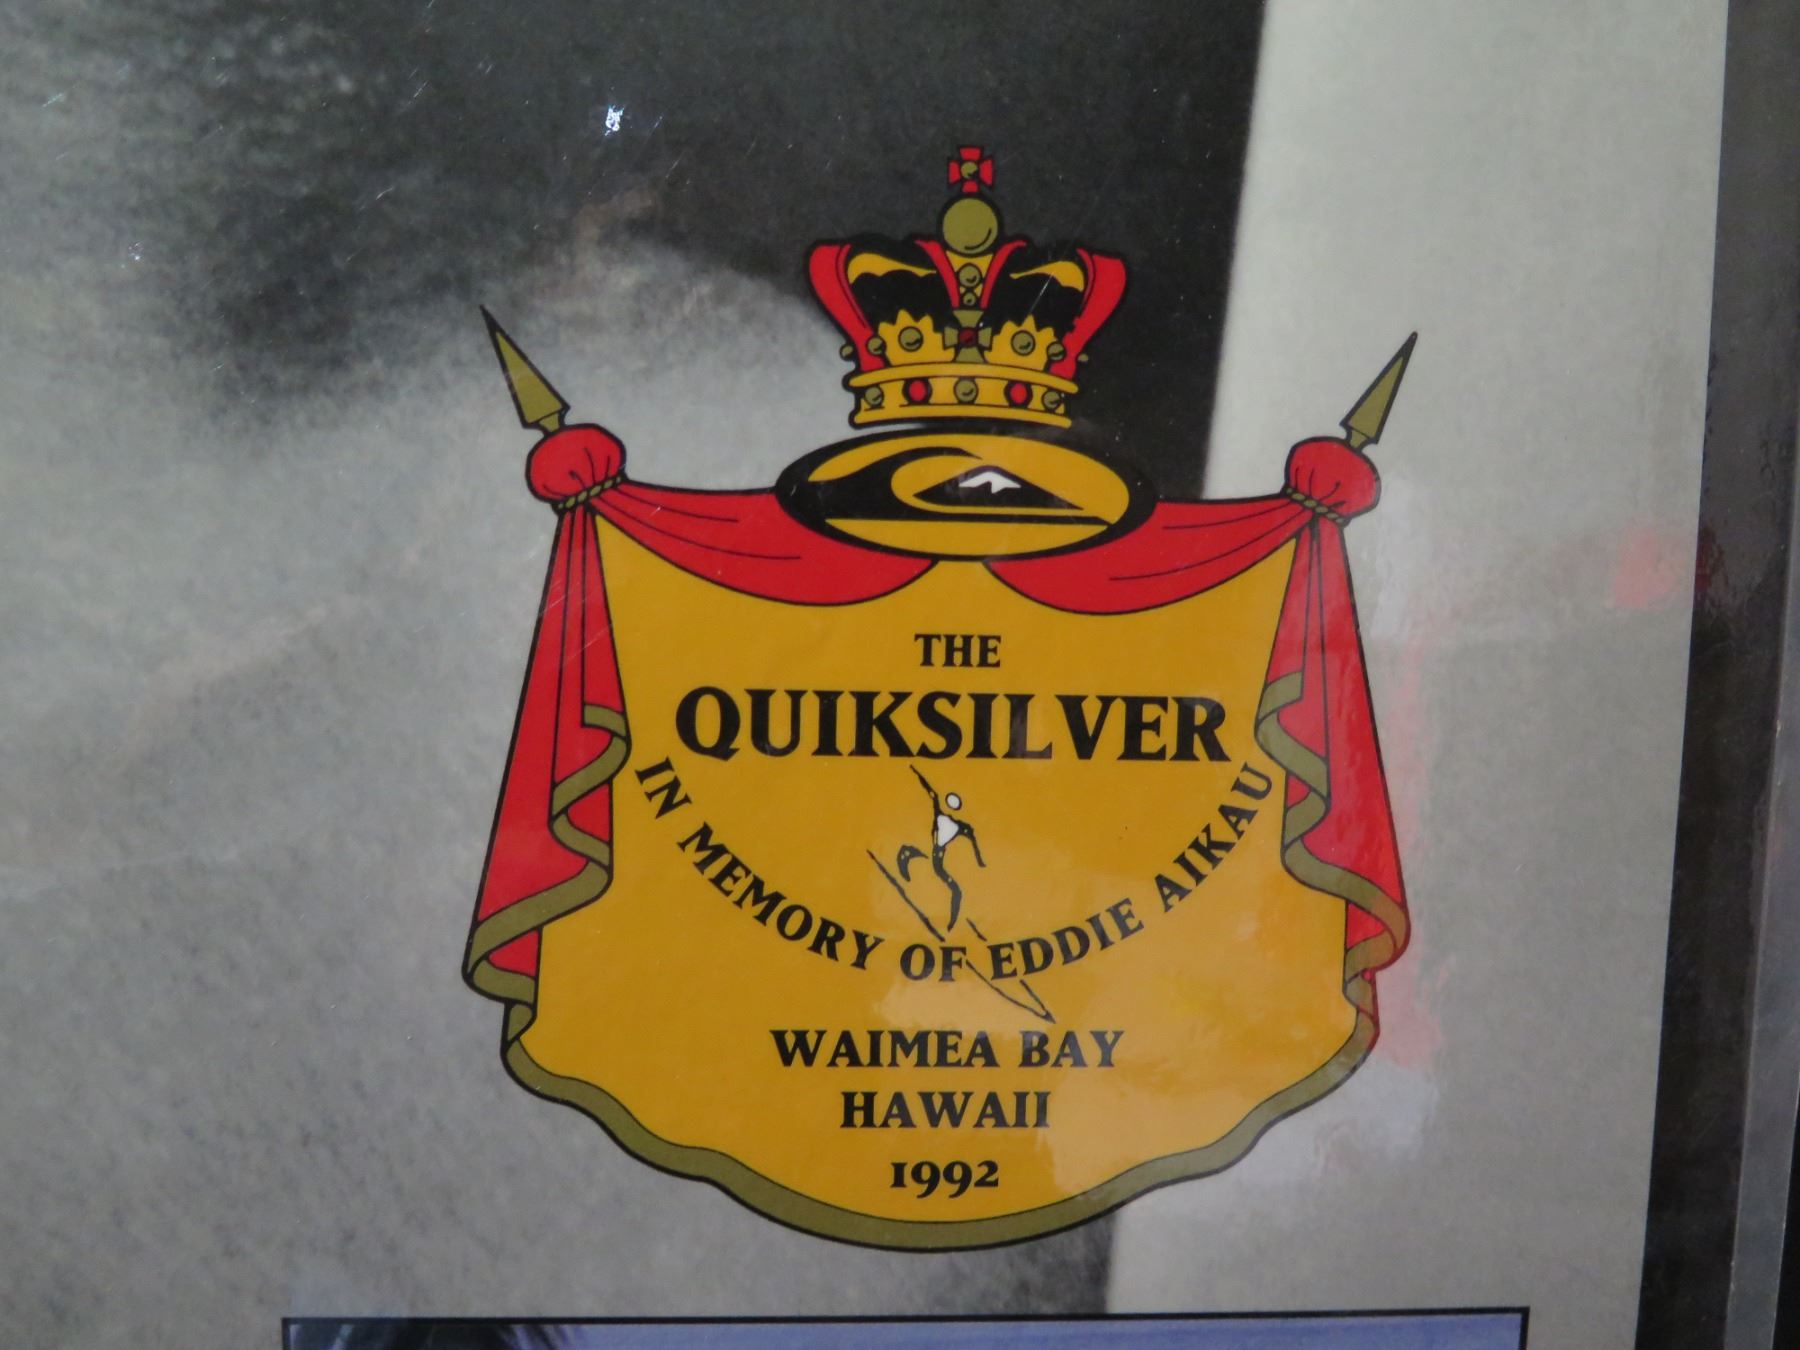 THE
QUIKSILVER
IN MEMORY OF EDDIE AIKAU
WAIMEA BAY
HAWAII
1992